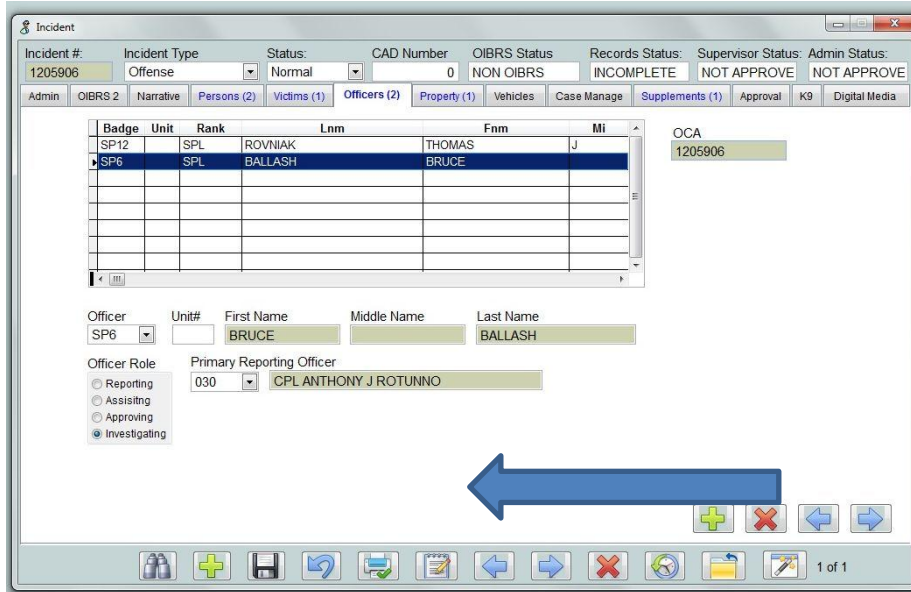 Incident
Incident #: Incident Type Status: CAD Number OIBRS Status Records Status: Supervisor Status: Admin Status:
1205906 Offense Normal 0 NON OIBRS INCOMPLETE NOT APPROVE NOT APPROVE
Admin OIBRS 2 Narrative Persons (2) Victims (1) Officers (2) Property (1) Vehicles Case Manage Supplements (1) Approval K9 Digital Media
Badge Unit Rank Lnm Fnm Mi
SP12 SPL ROVNIAK THOMAS J
SP6 SPL BALLASH BRUCE
OCA
1205906
Officer Unit# First Name Middle Name Last Name
SP6 BRUCE BALLASH
Officer Role Primary Reporting Officer
030 CPL ANTHONY J ROTUNNO
Reporting
Assisitng
Approving
Investigating
1 of 1